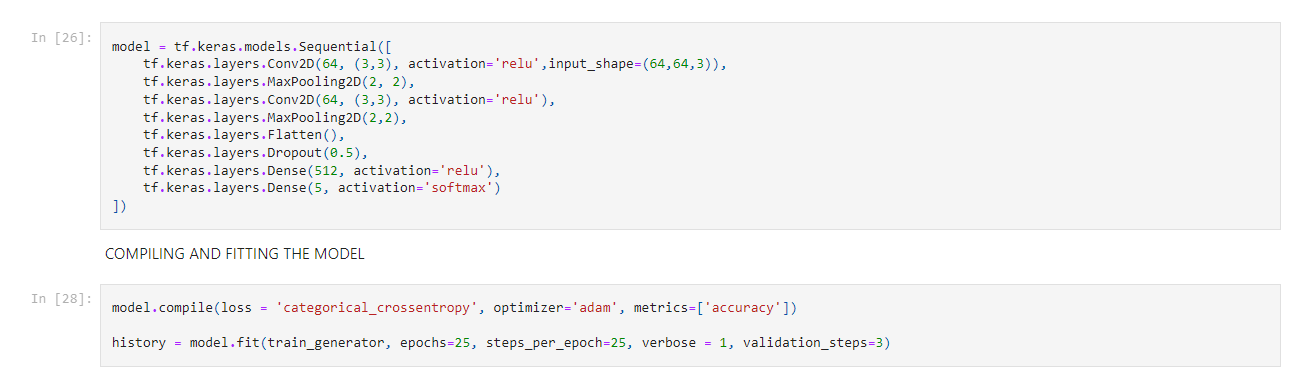 In [26]:
model = tf.keras.models.Sequential([
    tf.keras.layers.Conv2D(64, (3,3), activation='relu',input_shape=(64,64,3)),
    tf.keras.layers.MaxPooling2D(2, 2),
    tf.keras.layers.Conv2D(64, (3,3), activation='relu'),
    tf.keras.layers.MaxPooling2D(2,2),
    tf.keras.layers.Flatten(),
    tf.keras.layers.Dropout(0.5),
    tf.keras.layers.Dense(512, activation='relu'),
    tf.keras.layers.Dense(5, activation='softmax')
])
COMPILING AND FITTING THE MODEL
In [28]:
model.compile(loss = 'categorical_crossentropy', optimizer='adam', metrics=['accuracy'])
history = model.fit(train_generator, epochs=25, steps_per_epoch=25, verbose = 1, validation_steps=3)